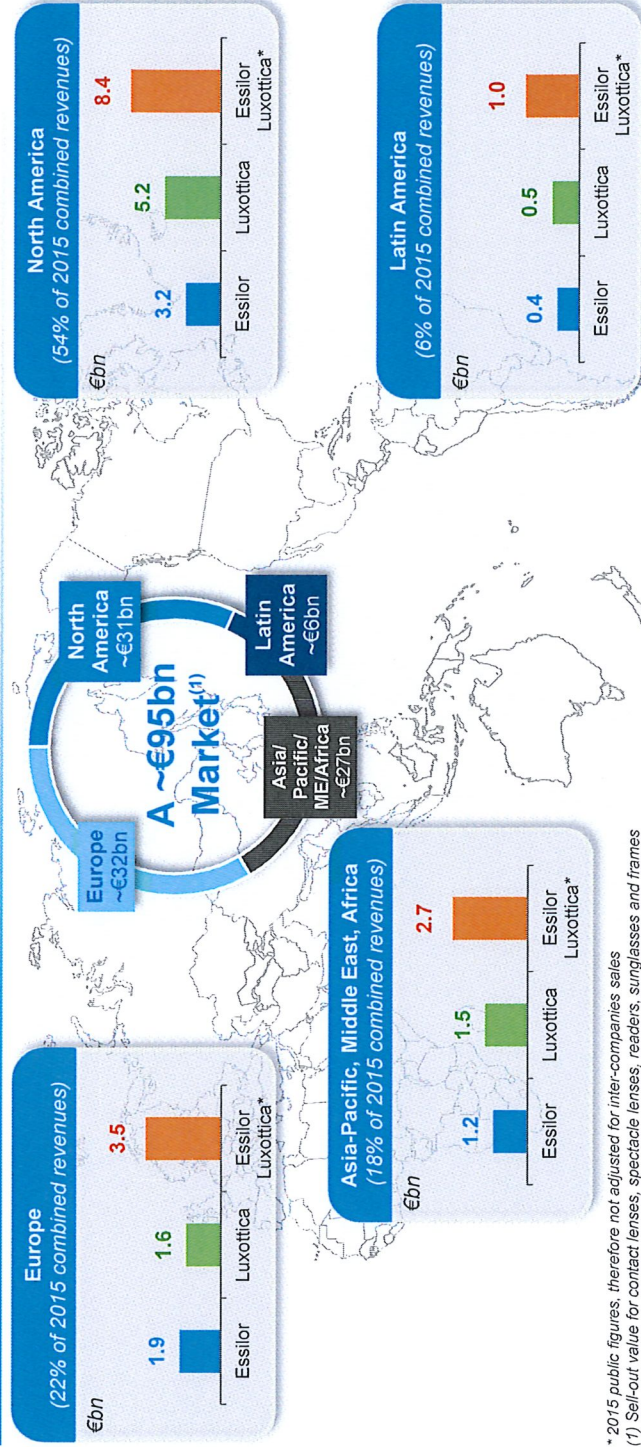 Europe
(22% of 2015 combined revenues)
€bn
1.9
1.6
3.5
Essilor
Luxottica
Essilor
Luxottica*
North America
(54% of 2015 combined revenues)
€bn
3.2
5.2
8.4
Essilor
Luxottica
Essilor
Luxottica*
Europe
~€32bn
North
America
~€31bn
A ~€95bn
Market(1)
Asia/
Pacific/
ME/Africa
~€27bn
Latin
America
~€6bn
Asia-Pacific, Middle East, Africa
(18% of 2015 combined revenues)
€bn
1.2
1.5
2.7
Essilor
Luxottica
Essilor
Luxottica*
Latin America
(6% of 2015 combined revenues)
€bn
0.4
0.5
1.0
Essilor
Luxottica
Essilor
Luxottica*
* 2015 public figures, therefore not adjusted for inter-companies sales
(1) Sell-out value for contact lenses, spectacle lenses, readers, sunglasses and frames